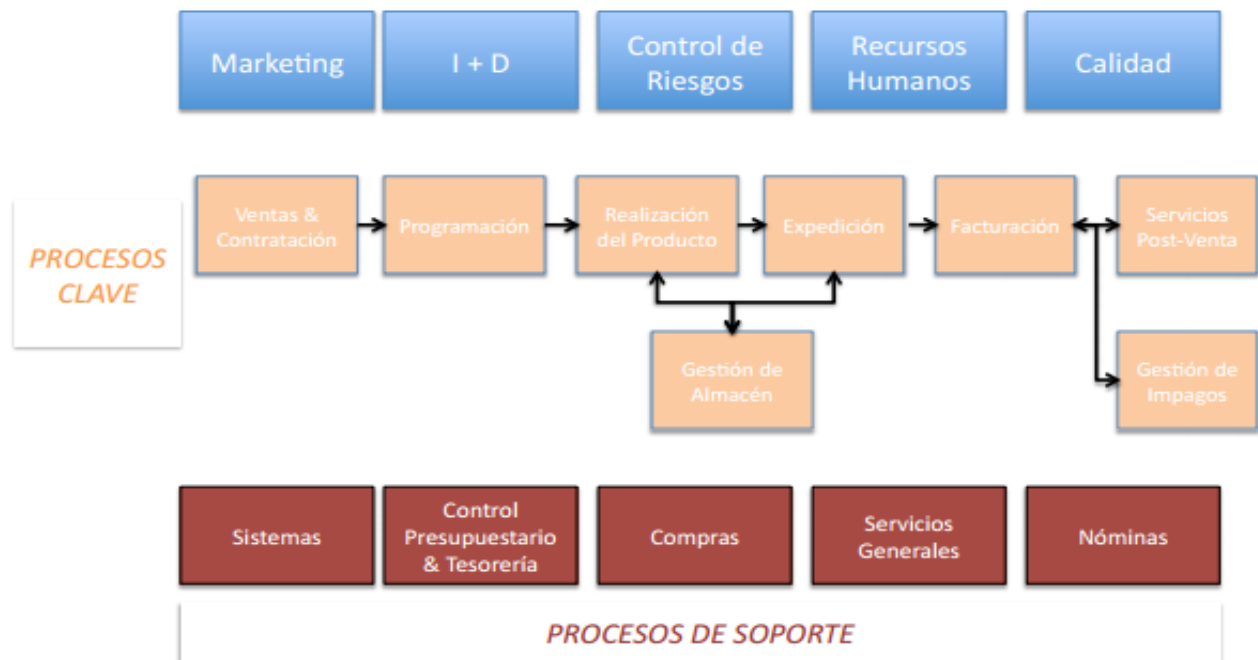 Marketing
I + D
Control de
Riesgos
Recursos
Humanos
Calidad
PROCESOS
CLAVE
Ventas &
Contratación
Programación
Realización
del Producto
Expedición
Facturación
Servicios
Post-Venta
Gestión de
Almacén
Gestión de
Impagos
Sistemas
Control
Presupuestario
& Tesorería
Compras
Servicios
Generales
Nóminas
PROCESOS DE SOPORTE